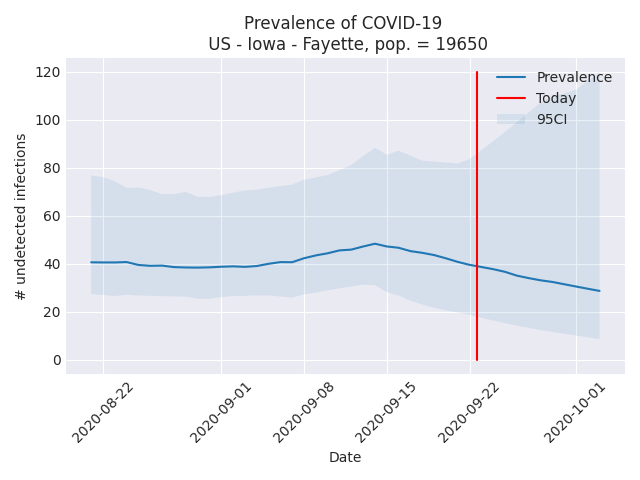 Prevalence of COVID-19
US - Iowa - Fayette, pop. = 19650
Prevalence
Today
95CI
# undetected infections
120
100
80
60
40
20
0
2020-08-22
2020-09-01
2020-09-08
2020-09-15
2020-09-22
2020-10-01
Date